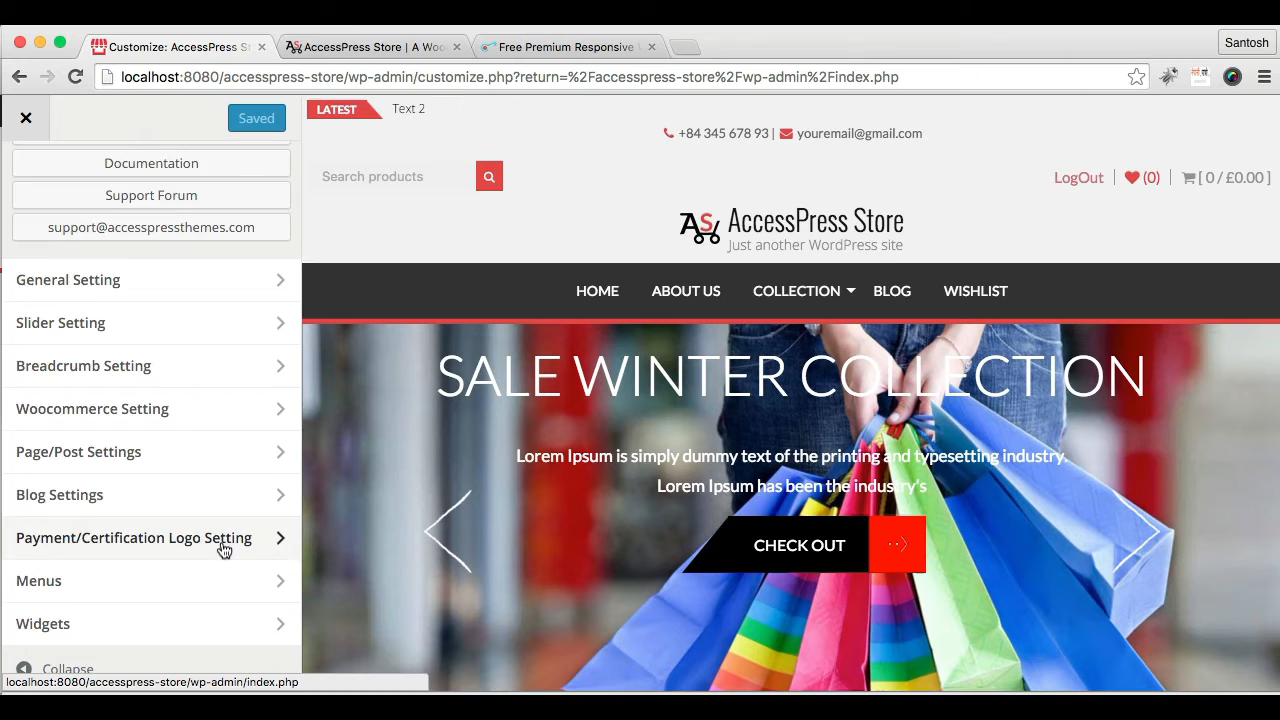 Customize: AccessPress St
AccessPress Store | A Woo
Free Premium Responsive
Santosh
localhost:8080/accesspress-store/wp-admin/customize.php?return=%2Faccesspress-store%2Fwp-admin%2Findex.php
Saved
Documentation
Support Forum
support@accesspressthemes.com
General Setting
Slider Setting
Breadcrumb Setting
Woocommerce Setting
Page/Post Settings
Blog Settings
Payment/Certification Logo Setting
Menus
Widgets
Collapse
localhost:8080/accesspress-store/wp-admin/index.php
LATEST Text 2
+84 345 678 93 | youremail@gmail.com
Search products
LogOut | (0) | [ 0 / £0.00 ]
AS AccessPress Store
Just another WordPress site
HOME ABOUT US COLLECTION BLOG WISHLIST
SALE WINTER COLLECTION
Lorem Ipsum is simply dummy text of the printing and typesetting industry.
Lorem Ipsum has been the industry's
CHECK OUT